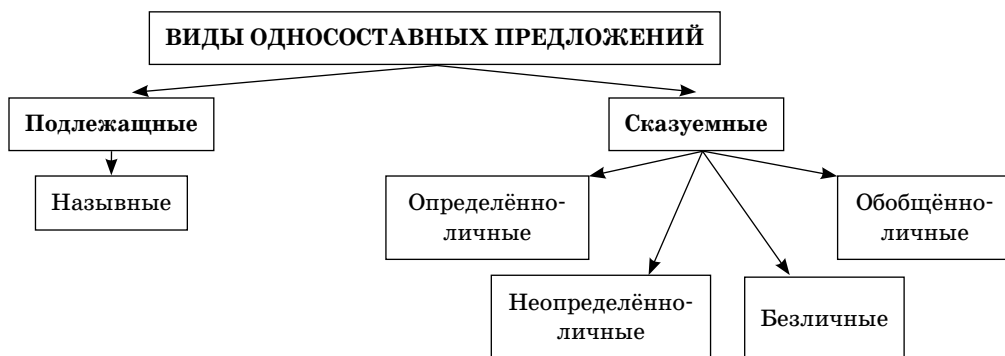 ВИДЫ ОДНОСОСТАВНЫХ ПРЕДЛОЖЕНИЙ
Подлежащные
Сказуемные
Назывные
Определённо-
личные
Обобщённо-
личные
Неопределённо-
личные
Безличные